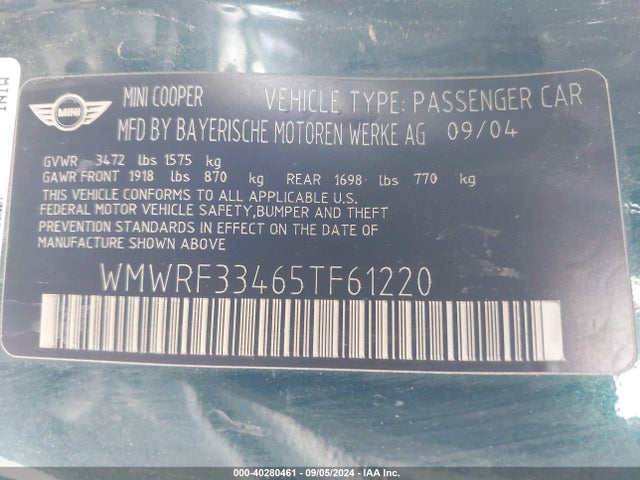 MINI
MINI COOPER VEHICLE TYPE: PASSENGER CAR
MFD BY BAYERISCHE MOTOREN WERKE AG 09/04
GVWR 3472 lbs 1575 kg
GAWR FRONT 1918 lbs 870 kg REAR 1698 lbs 770 kg
THIS VEHICLE CONFORMS TO ALL APPLICABLE U.S.
FEDERAL MOTOR VEHICLE SAFETY,BUMPER AND THEFT
PREVENTION STANDARDS IN EFFECT ON THE DATE OF
MANUFACTURE SHOWN ABOVE
WMWRF33465TF61220
MINI
000-40280461 - 09/05/2024 - IAA Inc.